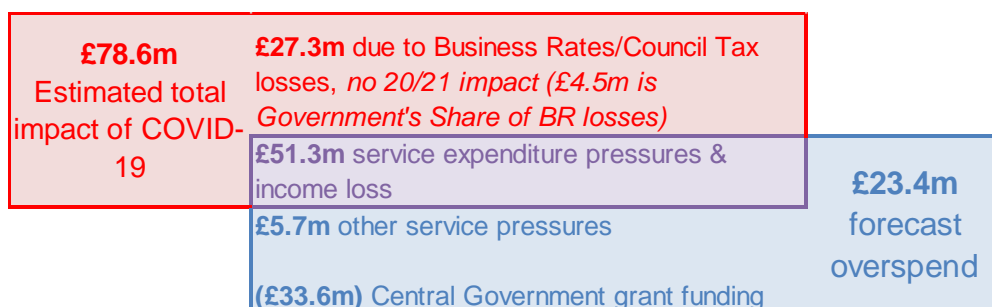 £78.6m
Estimated total
impact of COVID-
19
£27.3m due to Business Rates/Council Tax
losses, no 20/21 impact (£4.5m is
Government's Share of BR losses)
£51.3m service expenditure pressures &
income loss
£5.7m other service pressures
(£33.6m) Central Government grant funding
£23.4m
forecast
overspend